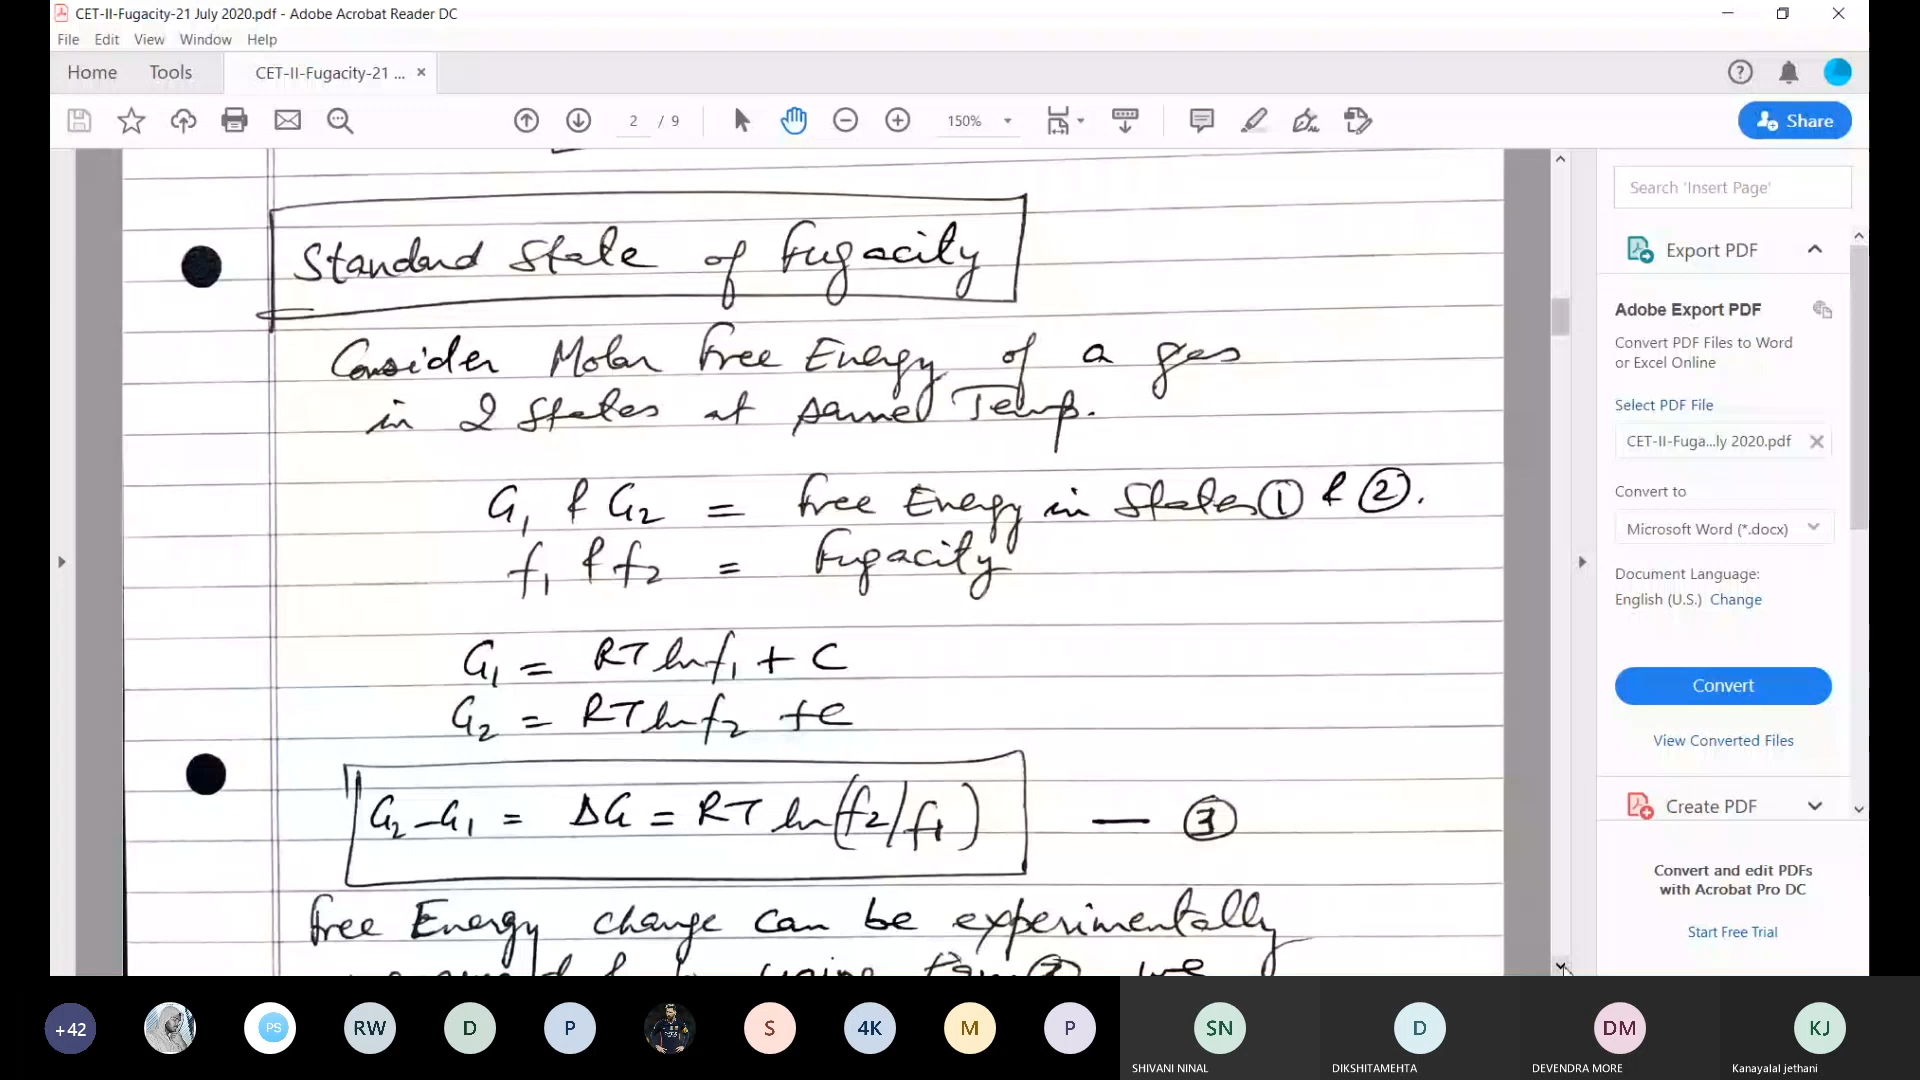 CET-II-Fugacity-21 July 2020.pdf - Adobe Acrobat Reader DC
File Edit View Window Help
Home Tools CET-II-Fugacity-21 ... ×
2 / 9 150% Share
Standard State of Fugacity
Consider Molar Free Energy of a gas
in 2 States at same Temp.
G₁ & G₂ = Free Energy in States ① & ②.
f₁ & f₂ = Fugacity
G₁ = RT ln f₁ + C
G₂ = RT ln f₂ + C
G₂ - G₁ = ΔG = RT ln (f₂/f₁) — ③
Free Energy change can be experimentally
Search 'Insert Page'
Export PDF
Adobe Export PDF
Convert PDF Files to Word
or Excel Online
Select PDF File
CET-II-Fuga...ly 2020.pdf
Convert to
Microsoft Word (*.docx)
Document Language:
English (U.S.) Change
Convert
View Converted Files
Create PDF
Convert and edit PDFs
with Acrobat Pro DC
Start Free Trial
+42 PS RW D P S 4K M P SN D DM KJ
SHIVANI NINAL DIKSHITAMEHTA DEVENDRA MORE Kanayalal jethani